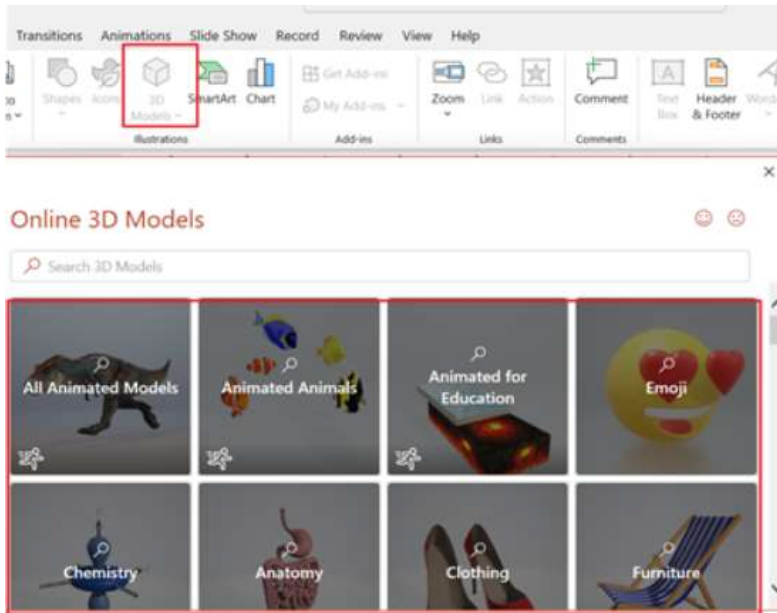 Transitions Animations Slide Show Record Review View Help
Shapes Icons 3D Models SmartArt Chart
Get Add-ins
My Add-ins
Zoom Link Action Comment Text Box Header & Footer
Illustrations Add-ins Links Comments
Online 3D Models
Search 3D Models
All Animated Models
Animated Animals
Animated for
Education
Emoji
Chemistry
Anatomy
Clothing
Furniture